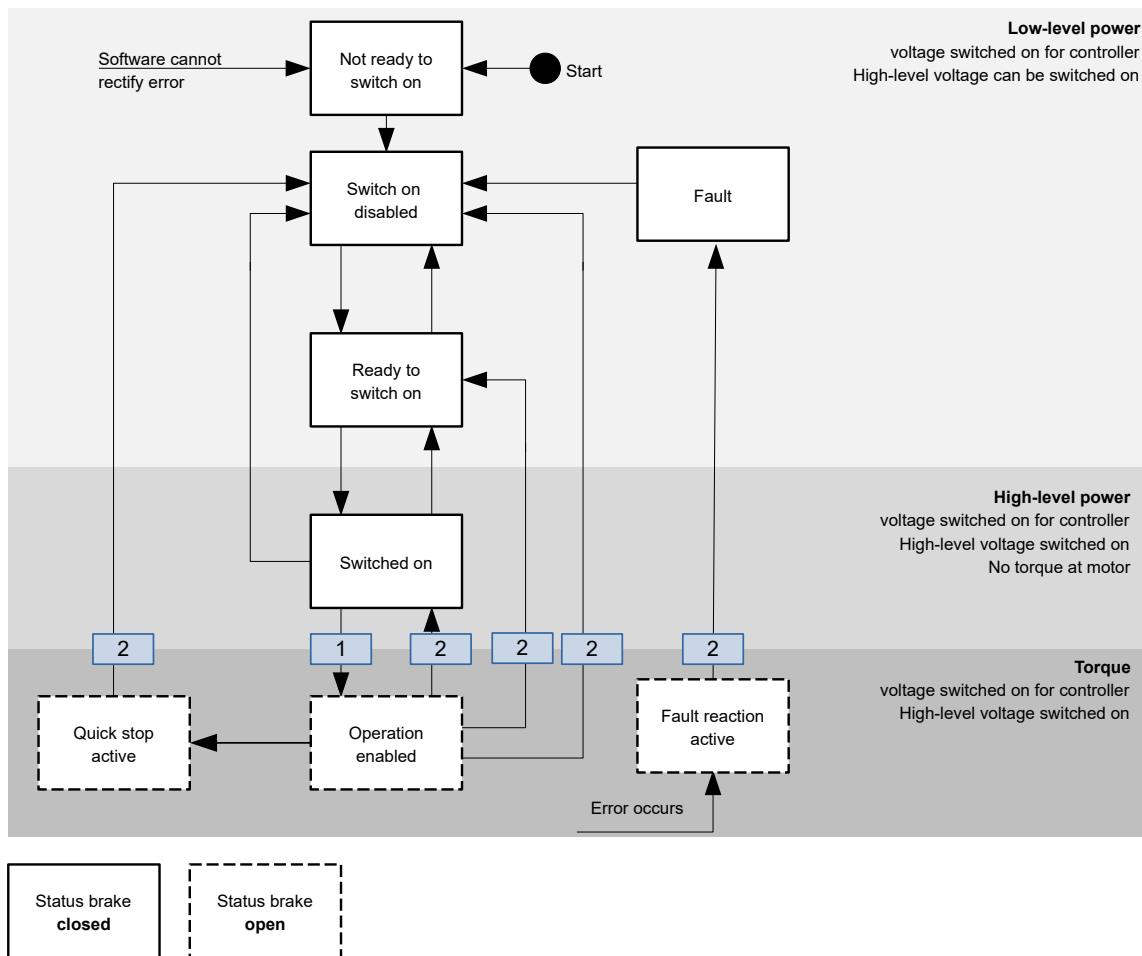 Low-level power
voltage switched on for controller
High-level voltage can be switched on
Software cannot
rectify error
Not ready to
switch on
Start
Switch on
disabled
Fault
Ready to
switch on
High-level power
voltage switched on for controller
High-level voltage switched on
No torque at motor
Switched on
2
1
2
2
2
2
Torque
voltage switched on for controller
High-level voltage switched on
Quick stop
active
Operation
enabled
Fault reaction
active
Error occurs
Status brake
closed
Status brake
open